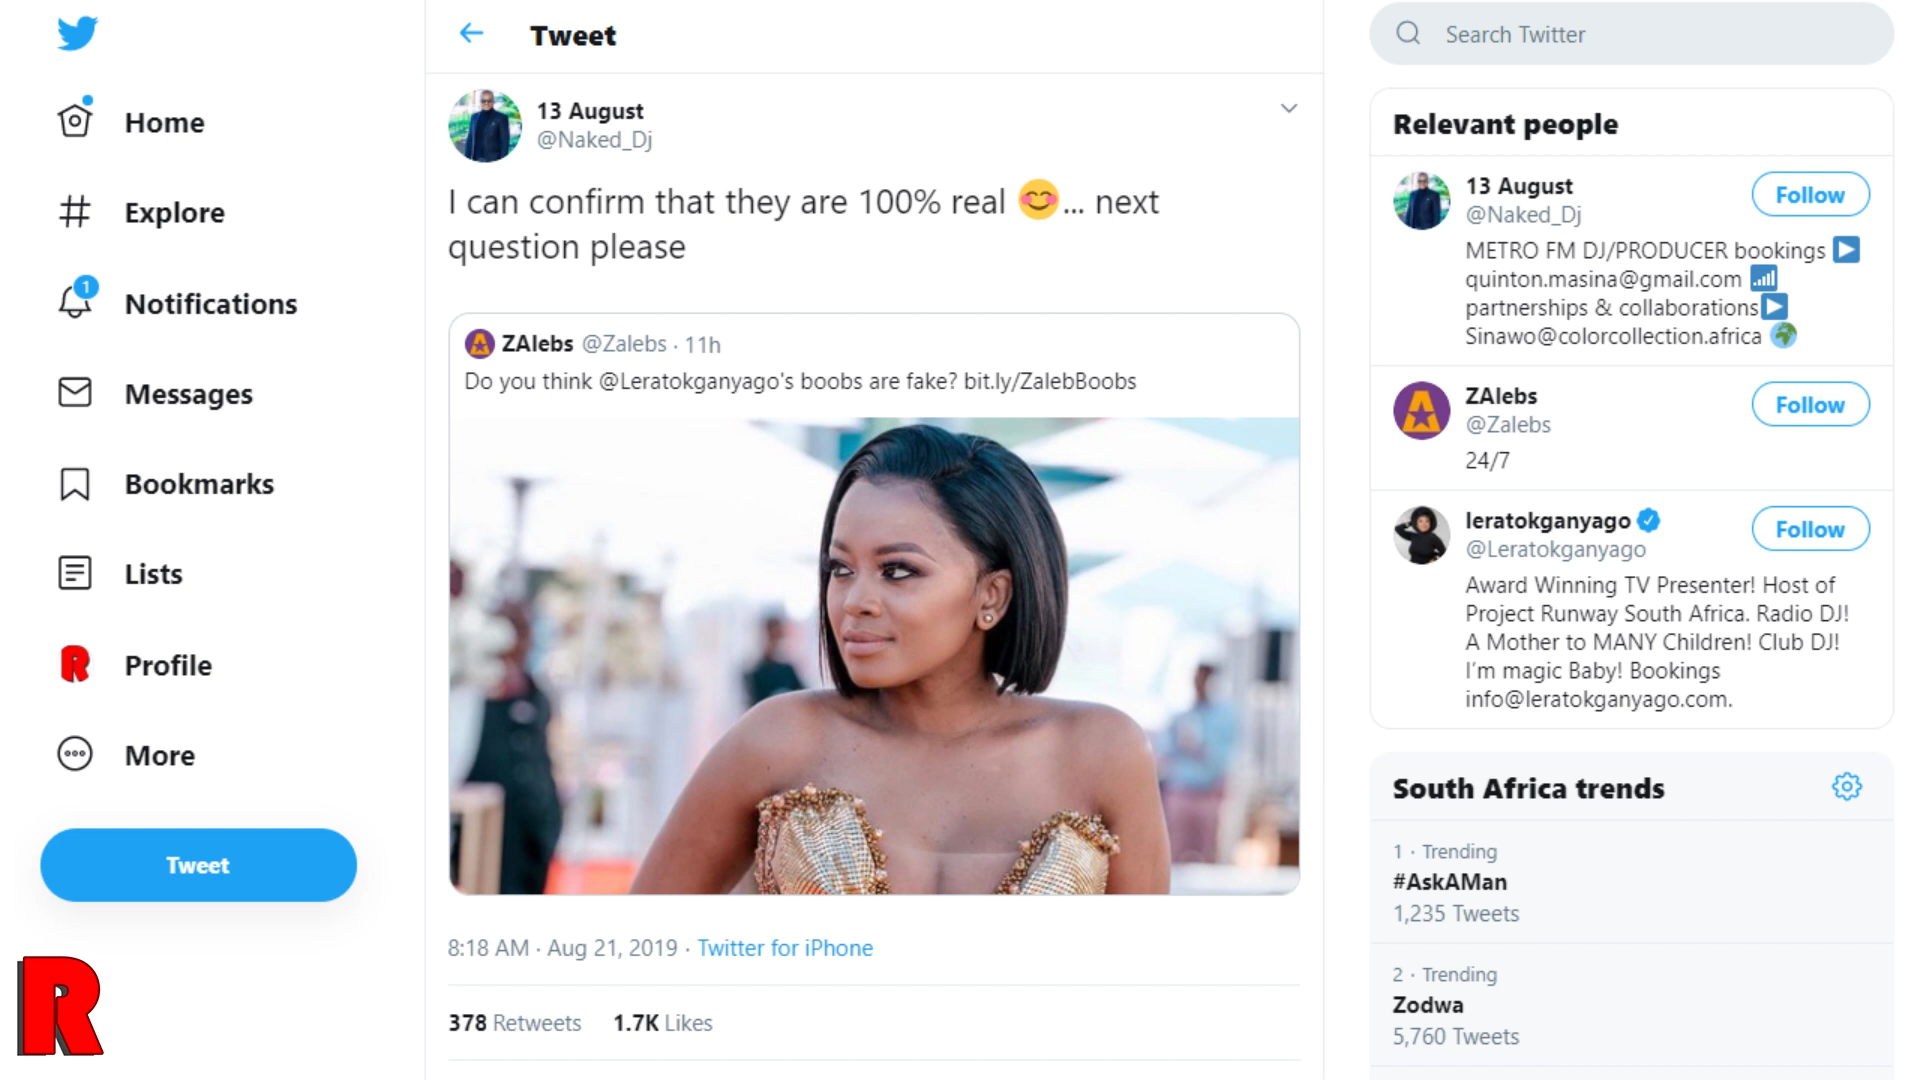 Home
Explore
1
Notifications
Messages
Bookmarks
Lists
R
Profile
More
Tweet
R
Tweet
13 August
@Naked_Dj
I can confirm that they are 100% real 😊... next
question please
ZAlebs @Zalebs · 11h
Do you think @Leratokganyago's boobs are fake? bit.ly/ZalebBoobs
8:18 AM · Aug 21, 2019 · Twitter for iPhone
378 Retweets 1.7K Likes
Search Twitter
Relevant people
13 August
@Naked_Dj
Follow
METRO FM DJ/PRODUCER bookings ▶️
quinton.masina@gmail.com 📶
partnerships & collaborations▶️
Sinawo@colorcollection.africa 🌍
ZAlebs
@Zalebs
Follow
24/7
leratokganyago
@Leratokganyago
Follow
Award Winning TV Presenter! Host of
Project Runway South Africa. Radio DJ!
A Mother to MANY Children! Club DJ!
I'm magic Baby! Bookings
info@leratokganyago.com.
South Africa trends
1 · Trending
#AskAMan
1,235 Tweets
2 · Trending
Zodwa
5,760 Tweets